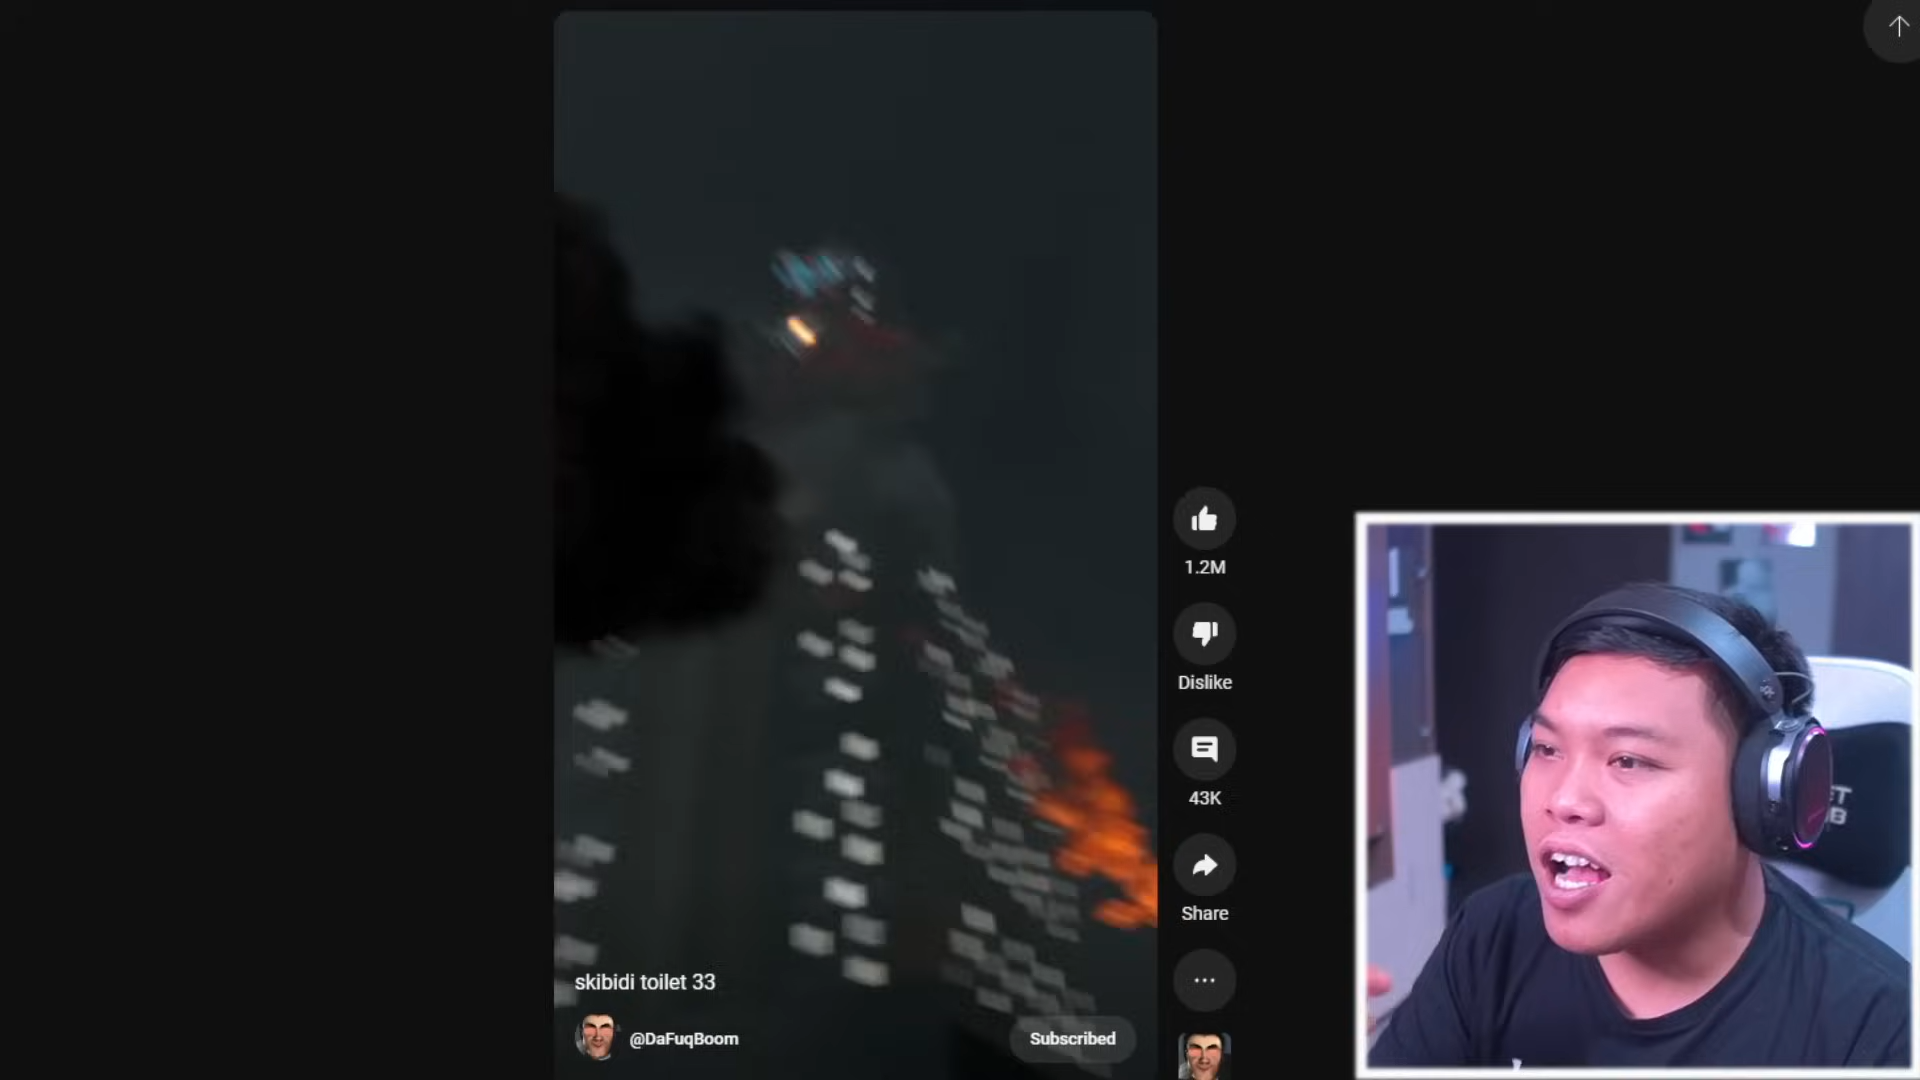 1.2M
Dislike
43K
Share
skibidi toilet 33
@DaFuqBoom
Subscribed